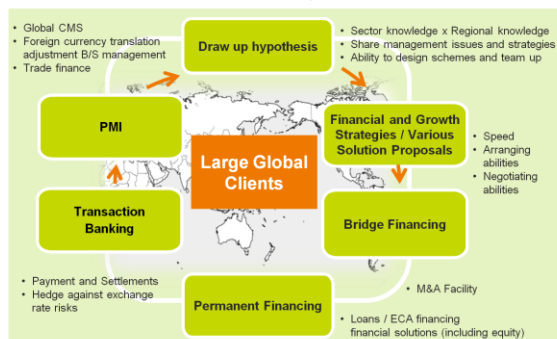 • Global CMS
• Foreign currency translation
adjustment B/S management
• Trade finance
Draw up hypothesis
• Sector knowledge x Regional knowledge
• Share management issues and strategies
• Ability to design schemes and team up
PMI
Large Global
Clients
Financial and Growth
Strategies / Various
Solution Proposals
• Speed
• Arranging
abilities
• Negotiating
abilities
Transaction
Banking
Bridge Financing
• Payment and Settlements
• Hedge against exchange
rate risks
Permanent Financing
• M&A Facility
• Loans / ECA financing
financial solutions (including equity)